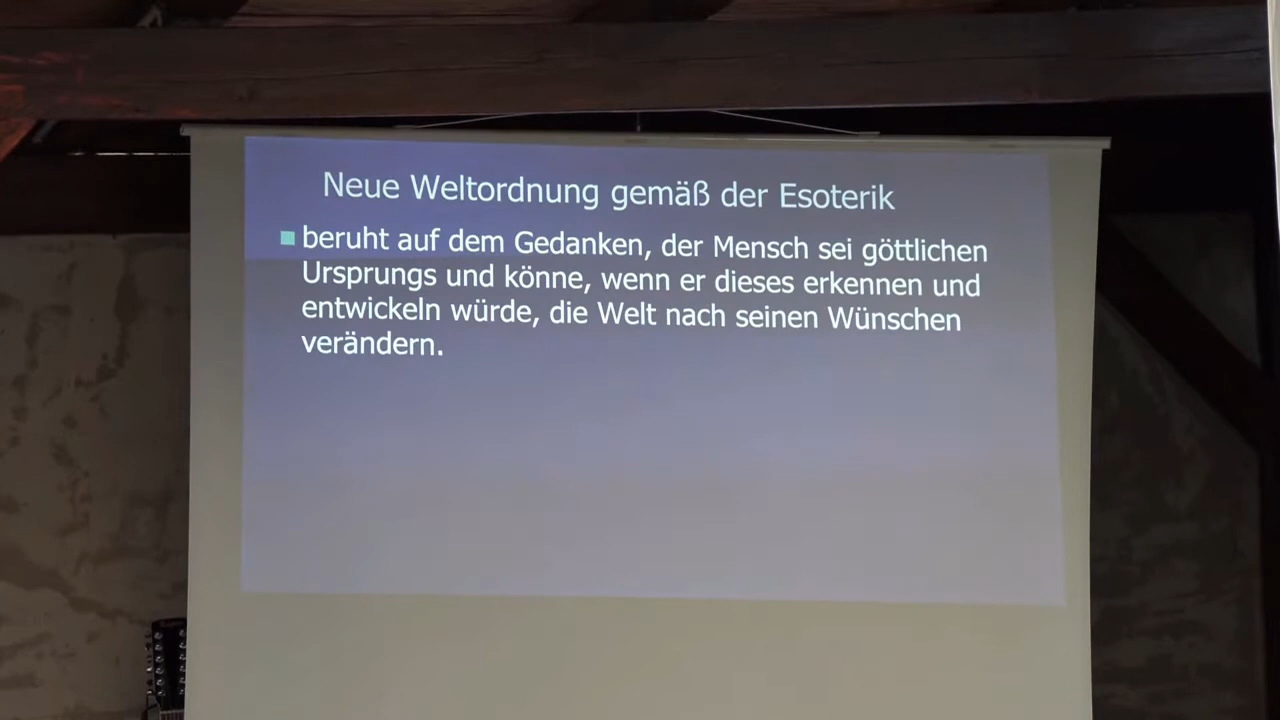 Neue Weltordnung gemäß der Esoterik
beruht auf dem Gedanken, der Mensch sei göttlichen
Ursprungs und könne, wenn er dieses erkennen und
entwickeln würde, die Welt nach seinen Wünschen
verändern.